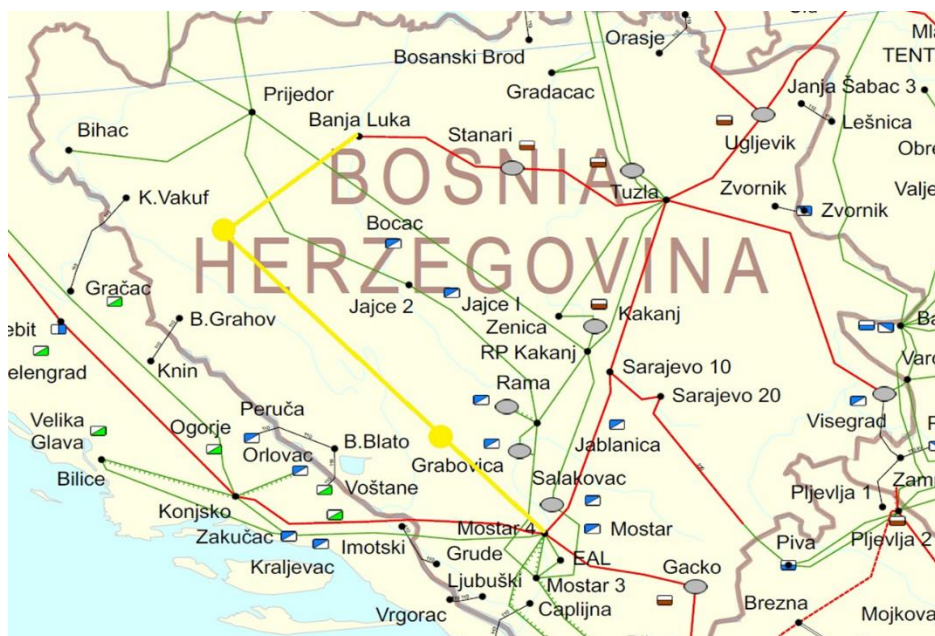 Orasje
Mla
TENT
Bosanski Brod
Gradacac
Janja Šabac 3
Prijedor
Banja Luka
Lešnica
Stanari
Ugljevik
Bihac
Obre
BOSNIA
HERZEGOVINA
Tuzla
Zvornik
Zvornik
Valje
K.Vakuf
Bocac
Gračac
Jajce 2
Jajce I
Kakanj
B.Grahov
Zenica
Ba
ebit
RP Kakanj
elengrad
Knin
Sarajevo 10
Varo
Rama
Sarajevo 20
Velika
Glava
Peruča
Ogorje
Orlovac
B.Blato
Grabovica
Jablanica
Visegrad
Bilice
Voštane
Salakovac
Pljevlja 1
Zam
Konjsko
Mostar 4
Mostar
Pljevlja 2
Zakučac
Imotski
Grude
EAL
Piva
Kraljevac
Ljubuški
Mostar 3
Gacko
Vrgorac
Caplijna
Brezna
Mojkova